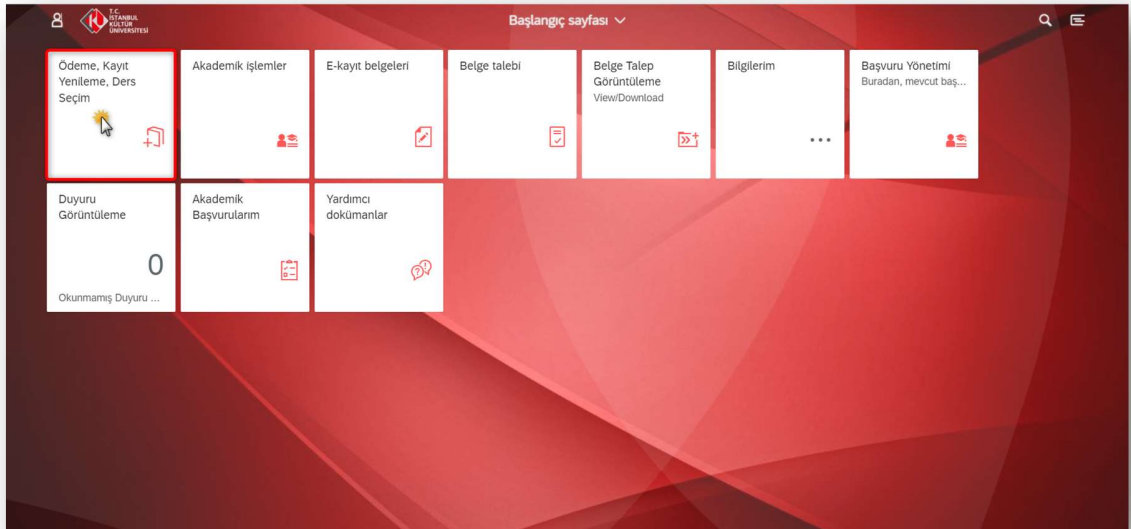 T.C.
İSTANBUL
KÜLTÜR
ÜNİVERSİTESİ
Başlangıç sayfası
Ödeme, Kayıt
Yenileme, Ders
Seçim
Akademik işlemler
E-kayıt belgeleri
Belge talebi
Belge Talep
Görüntüleme
View/Download
Bilgilerim
Başvuru Yönetimi
Buradan, mevcut baş...
Duyuru
Görüntüleme
0
Okunmamış Duyuru ...
Akademik
Başvurularım
Yardımcı
dokümanlar